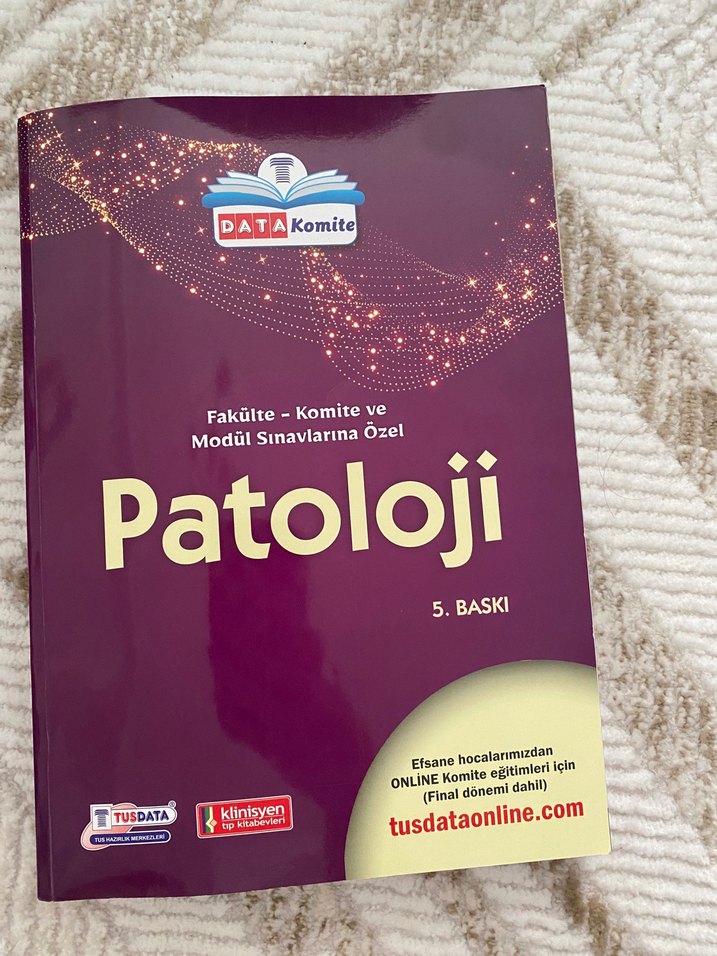 DATA Komite
Fakülte - Komite ve
Modül Sınavlarına Özel
Patoloji
5. BASKI
Efsane hocalarımızdan
ONLİNE Komite eğitimleri için
(Final dönemi dahil)
tusdataonline.com
TUSDATA
TUS HAZIRLIK MERKEZLERİ
klinisyen
tıp kitabevleri